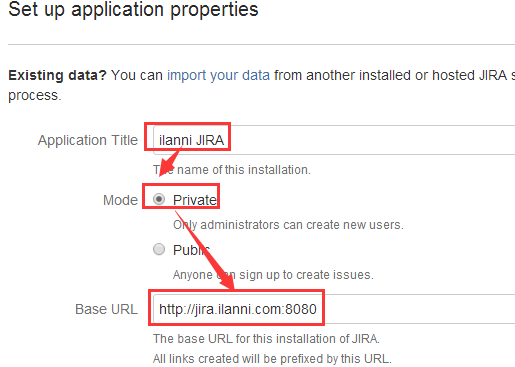 Set up application properties
Existing data? You can import your data from another installed or hosted JIRA s
process.
Application Title ilanni JIRA
The name of this installation.
Mode Private
Only administrators can create new users.
Public
Anyone can sign up to create issues.
Base URL http://jira.ilanni.com:8080
The base URL for this installation of JIRA.
All links created will be prefixed by this URL.